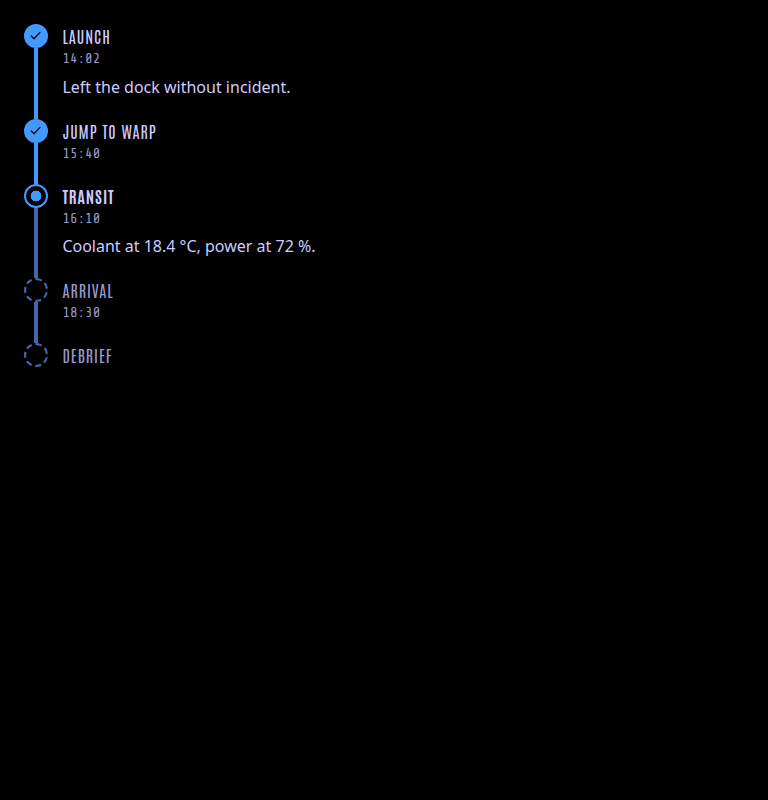 LAUNCH
14:02
Left the dock without incident.
JUMP TO WARP
15:40
TRANSIT
16:10
Coolant at 18.4 °C, power at 72 %.
ARRIVAL
18:30
DEBRIEF